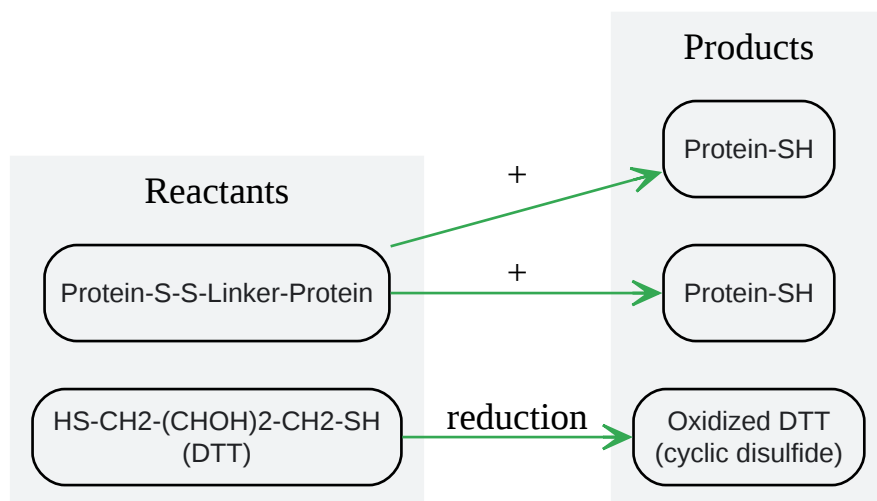 Reactants
Protein-S-S-Linker-Protein
HS-CH2-(CHOH)2-CH2-SH
(DTT)
+
+
reduction
Products
Protein-SH
Protein-SH
Oxidized DTT
(cyclic disulfide)